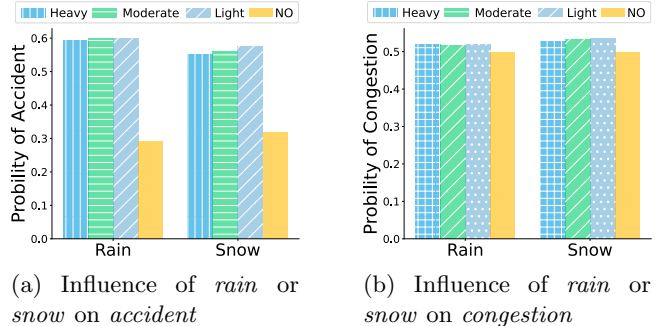 Heavy Moderate Light NO
Probility of Accident
0.6
0.5
0.4
0.3
0.2
0.1
0.0
Rain Snow
(a) Influence of rain or
snow on accident
Heavy Moderate Light NO
Probility of Congestion
0.5
0.4
0.3
0.2
0.1
0.0
Rain Snow
(b) Influence of rain or
snow on congestion